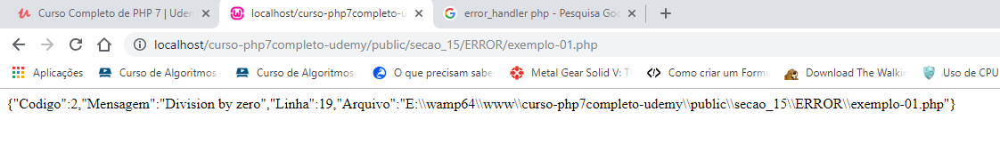 Curso Completo de PHP 7 | Uder
localhost/curso-php7completo-u
error_handler php - Pesquisa Goo
localhost/curso-php7completo-udemy/public/secao_15/ERROR/exemplo-01.php
Aplicações Curso de Algoritmos Curso de Algoritmos O que precisam sabe Metal Gear Solid V: Th Como criar um Formu Download The Walkin Uso de CPU
{"Codigo":2,"Mensagem":"Division by zero","Linha":19,"Arquivo":"E:\\wamp64\\www\\curso-php7completo-udemy\\public\\secao_15\\ERROR\\exemplo-01.php"}